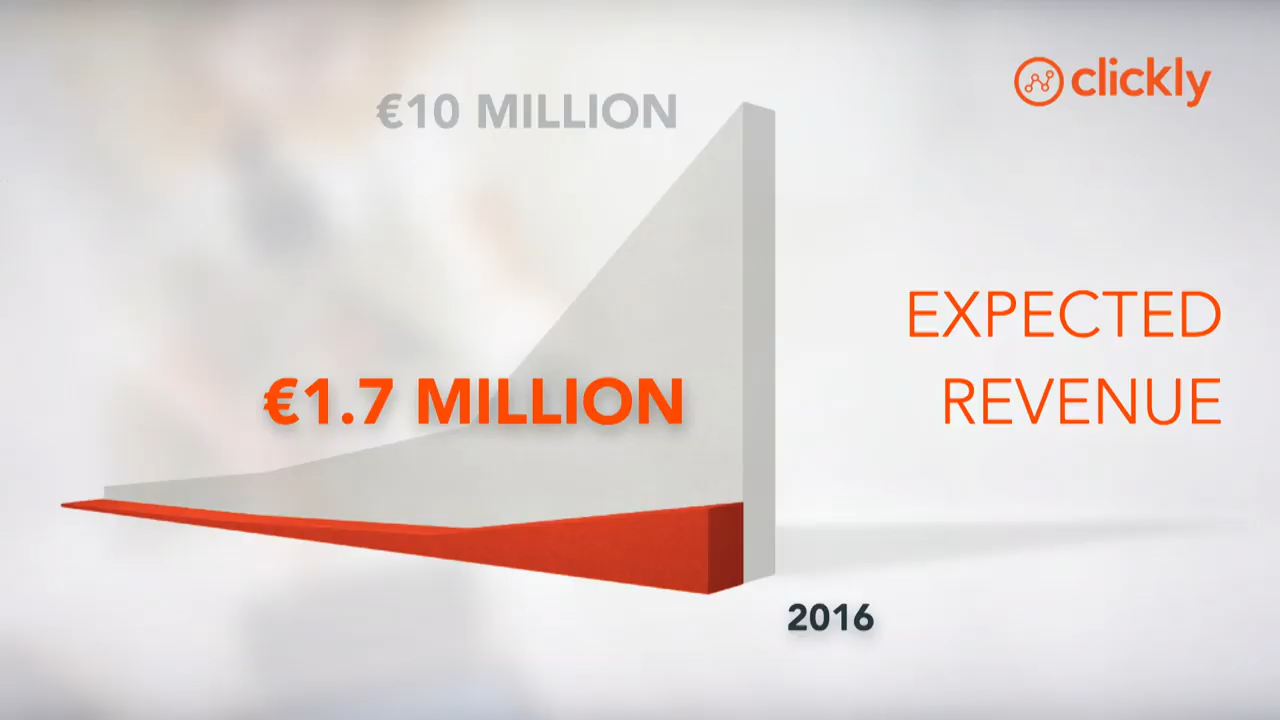 clickly
€10 MILLION
EXPECTED
REVENUE
€1.7 MILLION
2016